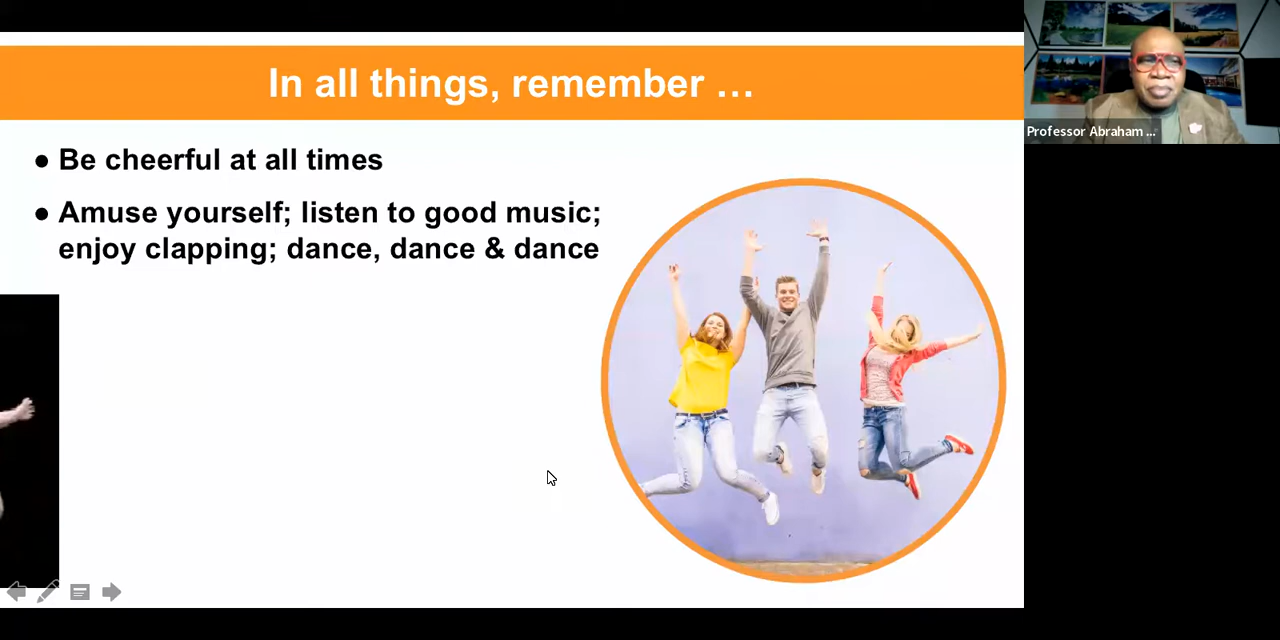 In all things, remember …
● Be cheerful at all times
● Amuse yourself; listen to good music;
enjoy clapping; dance, dance & dance
Professor Abraham ...